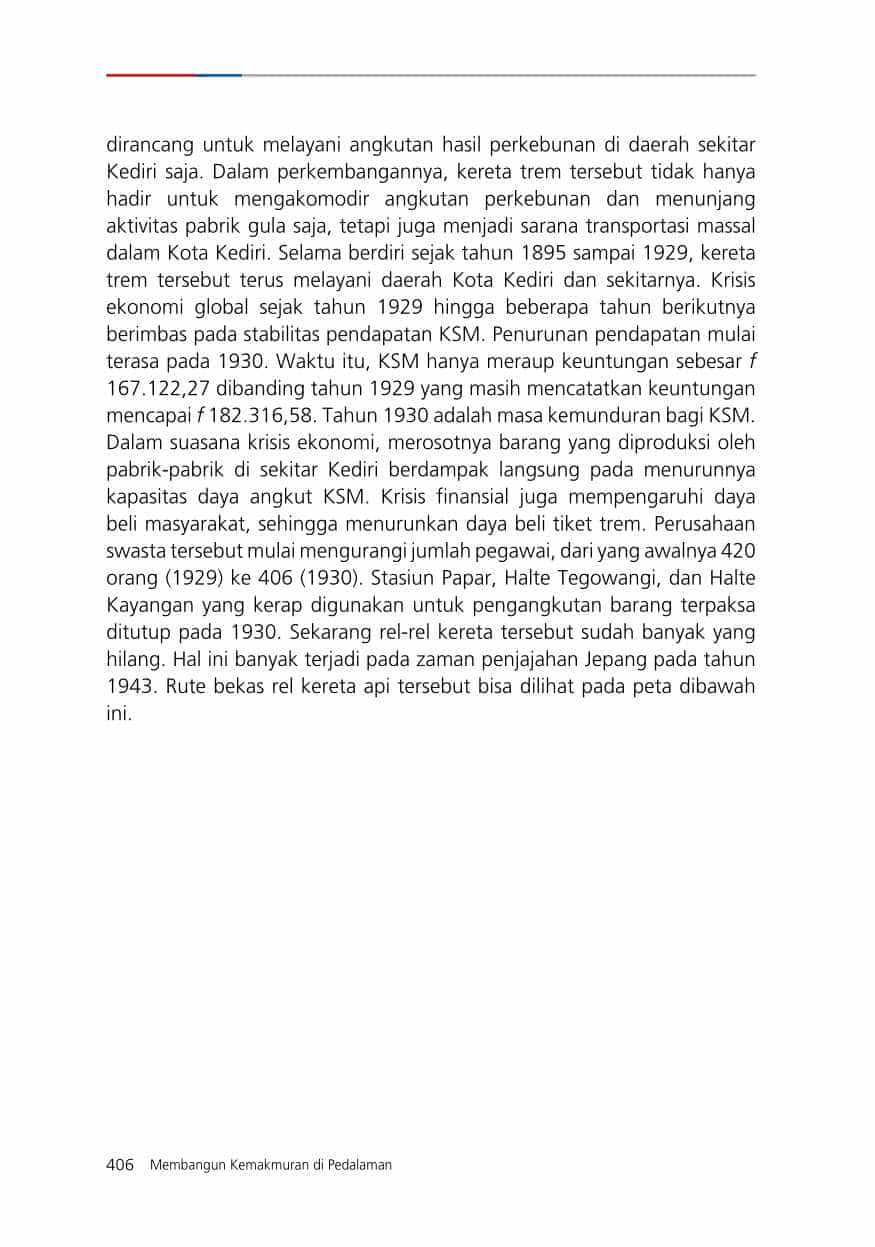 dirancang untuk melayani angkutan hasil perkebunan di daerah sekitar
Kediri saja. Dalam perkembangannya, kereta trem tersebut tidak hanya
hadir untuk mengakomodir angkutan perkebunan dan menunjang
aktivitas pabrik gula saja, tetapi juga menjadi sarana transportasi massal
dalam Kota Kediri. Selama berdiri sejak tahun 1895 sampai 1929, kereta
trem tersebut terus melayani daerah Kota Kediri dan sekitarnya. Krisis
ekonomi global sejak tahun 1929 hingga beberapa tahun berikutnya
berimbas pada stabilitas pendapatan KSM. Penurunan pendapatan mulai
terasa pada 1930. Waktu itu, KSM hanya meraup keuntungan sebesar f
167.122,27 dibanding tahun 1929 yang masih mencatatkan keuntungan
mencapai f 182.316,58. Tahun 1930 adalah masa kemunduran bagi KSM.
Dalam suasana krisis ekonomi, merosotnya barang yang diproduksi oleh
pabrik-pabrik di sekitar Kediri berdampak langsung pada menurunnya
kapasitas daya angkut KSM. Krisis finansial juga mempengaruhi daya
beli masyarakat, sehingga menurunkan daya beli tiket trem. Perusahaan
swasta tersebut mulai mengurangi jumlah pegawai, dari yang awalnya 420
orang (1929) ke 406 (1930). Stasiun Papar, Halte Tegowangi, dan Halte
Kayangan yang kerap digunakan untuk pengangkutan barang terpaksa
ditutup pada 1930. Sekarang rel-rel kereta tersebut sudah banyak yang
hilang. Hal ini banyak terjadi pada zaman penjajahan Jepang pada tahun
1943. Rute bekas rel kereta api tersebut bisa dilihat pada peta dibawah
ini.
406 Membangun Kemakmuran di Pedalaman